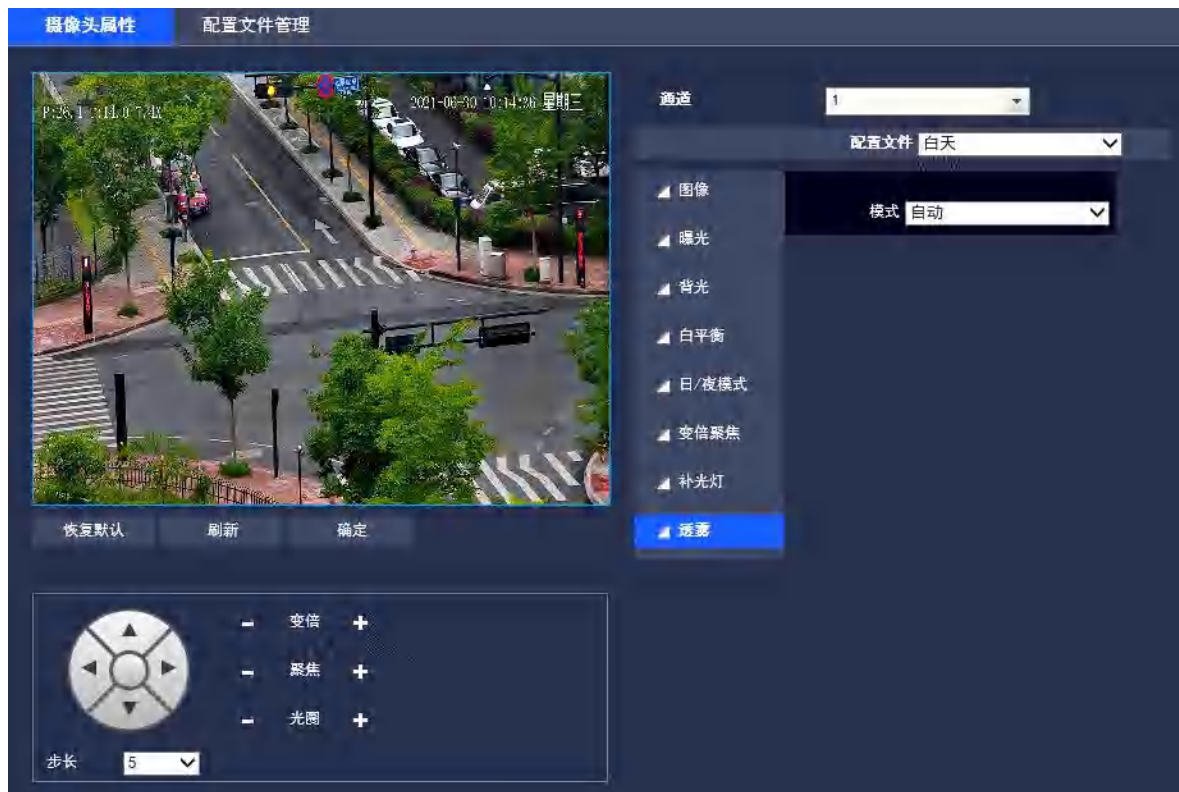 摄像头属性 配置文件管理
2021-06-30 10:14:26 星期三
通道 1
配置文件 白天
图像
模式 自动
曝光
背光
白平衡
日/夜模式
变倍聚焦
补光灯
透雾
恢复默认 刷新 确定
- 变倍 +
- 聚焦 +
- 光圈 +
步长 5